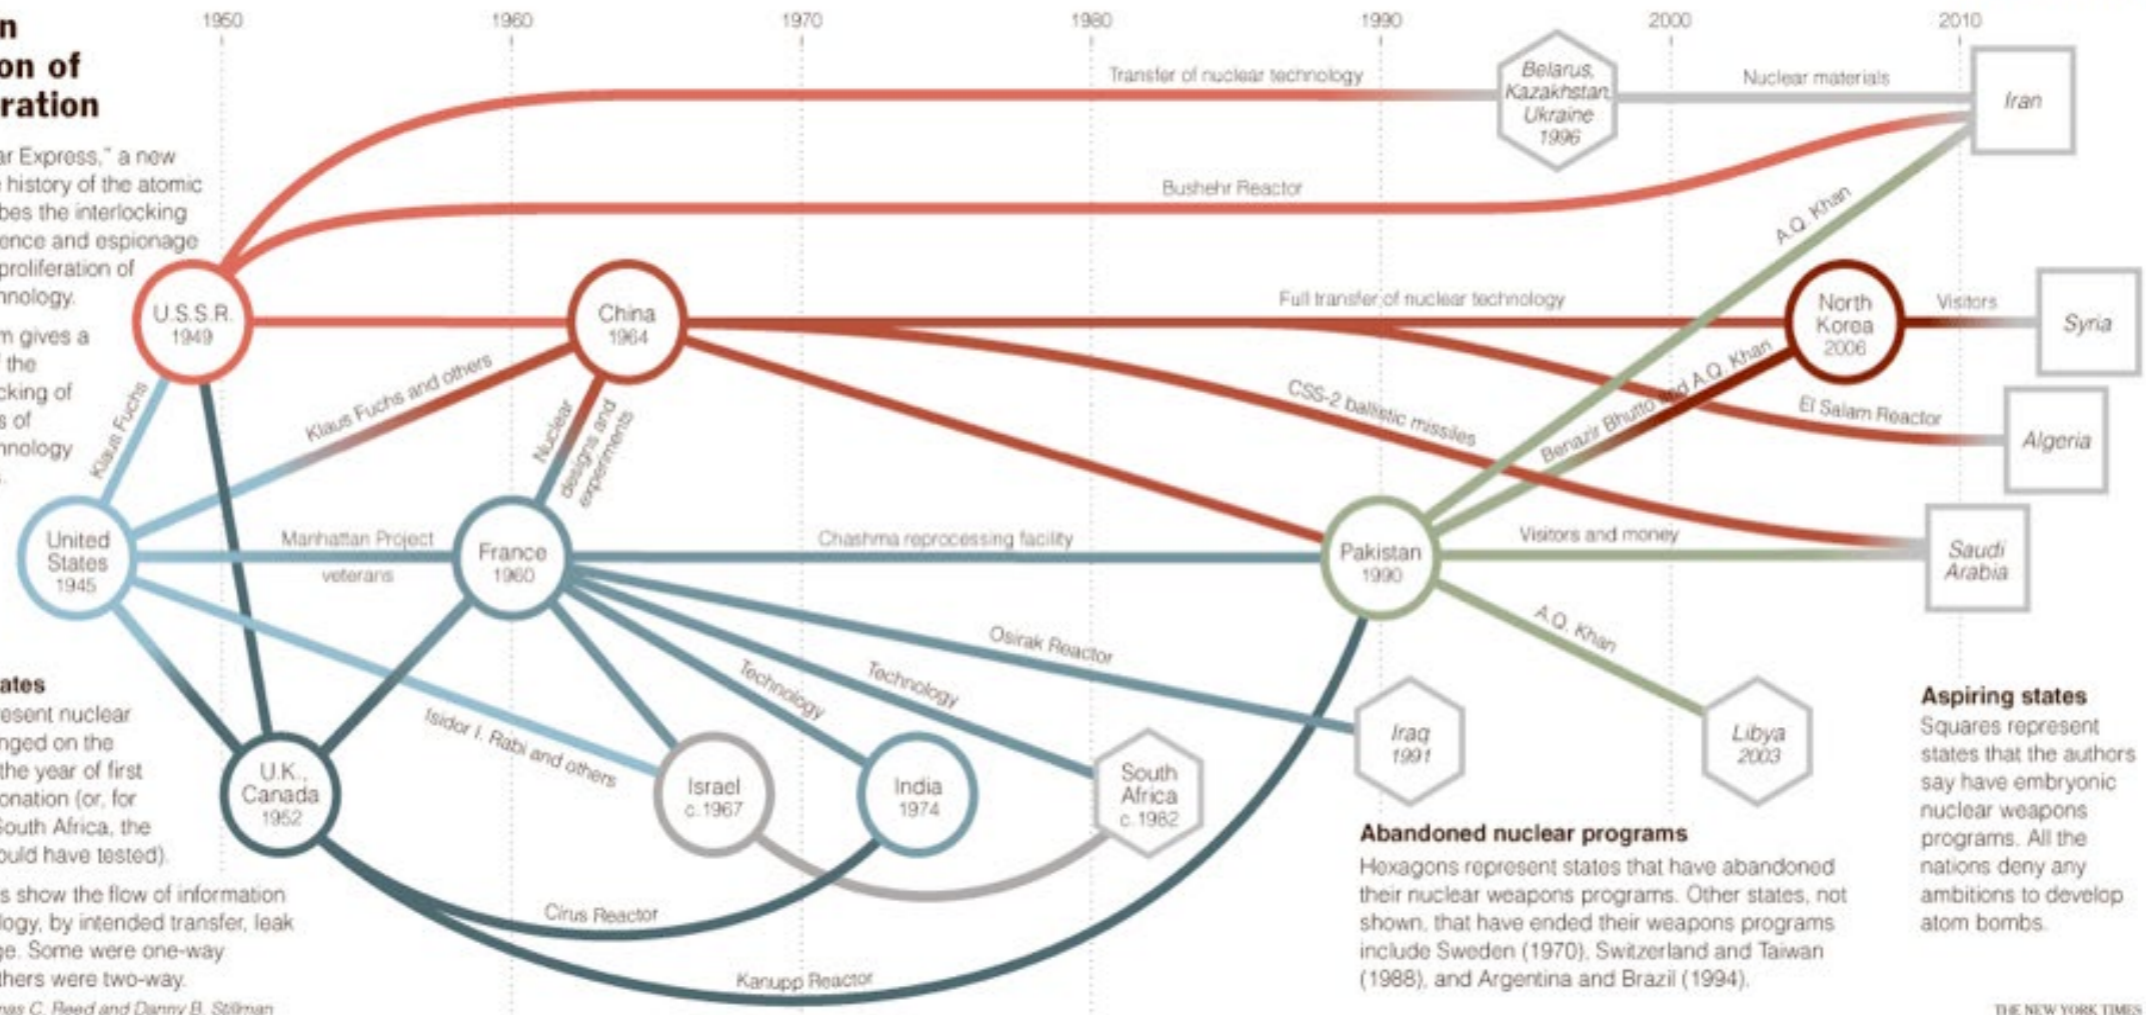 1950
1960
1970
1980
1990
2000
2010
n
on of
ration
ar Express," a new
e history of the atomic
bes the interlocking
ence and espionage
proliferation of
hnology.
m gives a
f the
cking of
s of
hnology
s.
Transfer of nuclear technology
Belarus,
Kazakhstan,
Ukraine
1996
Nuclear materials
Iran
Bushehr Reactor
A.Q. Khan
U.S.S.R.
1949
China
1964
Full transfer of nuclear technology
North
Korea
2006
Visitors
Syria
Klaus Fuchs
Klaus Fuchs and others
Nuclear
designs and
experiments
CSS-2 ballistic missiles
Benazir Bhutto and A.Q. Khan
El Salam Reactor
Algeria
United
States
1945
Manhattan Project
veterans
France
1960
Chashma reprocessing facility
Pakistan
1990
Visitors and money
Saudi
Arabia
Isidor I. Rabi and others
Technology
Technology
Osirak Reactor
A.Q. Khan
U.K.,
Canada
1952
Israel
c.1967
India
1974
South
Africa
c.1982
Iraq
1991
Libya
2003
Cirus Reactor
Kanupp Reactor
ates
esent nuclear
nged on the
the year of first
onation (or, for
South Africa, the
ould have tested).
s show the flow of information
logy, by intended transfer, leak
ge. Some were one-way
thers were two-way.
mas C. Reed and Danny B. Stillman
Abandoned nuclear programs
Hexagons represent states that have abandoned
their nuclear weapons programs. Other states, not
shown, that have ended their weapons programs
include Sweden (1970), Switzerland and Taiwan
(1988), and Argentina and Brazil (1994).
Aspiring states
Squares represent
states that the authors
say have embryonic
nuclear weapons
programs. All the
nations deny any
ambitions to develop
atom bombs.
THE NEW YORK TIMES